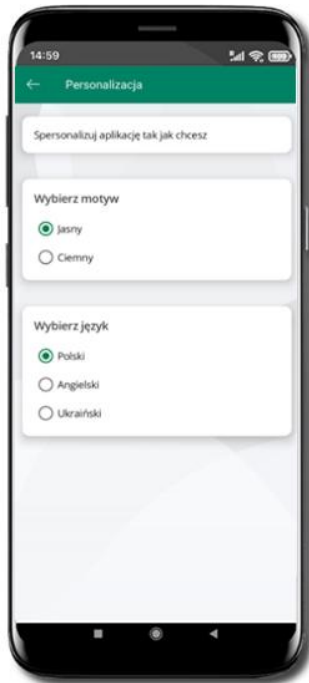 14:59
Personalizacja
Spersonalizuj aplikację tak jak chcesz
Wybierz motyw
Jasny
Ciemny
Wybierz język
Polski
Angielski
Ukraiński